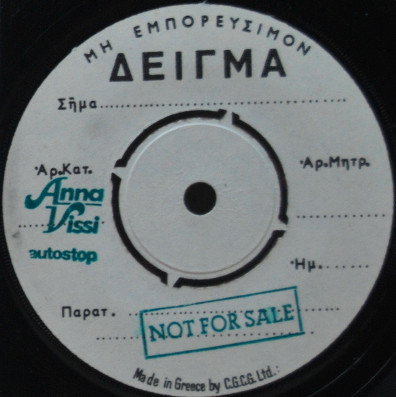 ΜΗ ΕΜΠΟΡΕΥΣΙΜΟΝ
ΔΕΙΓΜΑ
Σῆμα
Ἀρ.Κατ.
Ἀρ.Μητρ.
Anna
Vissi
autostop
Ἡμ.
Παρατ.
NOT FOR SALE
Made in Greece by C.G.C.G. Ltd.: